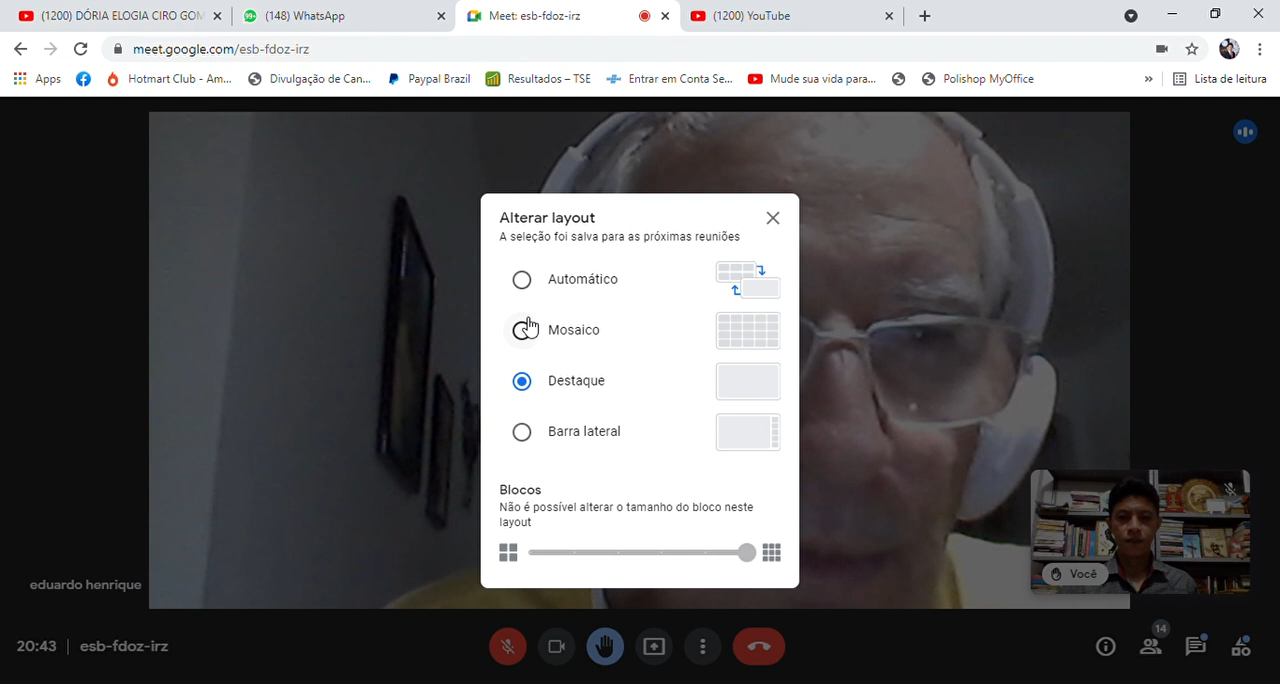 (1200) DÓRIA ELOGIA CIRO GOM
(148) WhatsApp
Meet: esb-fdoz-irz
(1200) YouTube
meet.google.com/esb-fdoz-irz
Apps
Hotmart Club - Am...
Divulgação de Can...
Paypal Brazil
Resultados – TSE
Entrar em Conta Se...
Mude sua vida para...
Polishop MyOffice
»
Lista de leitura
Alterar layout
A seleção foi salva para as próximas reuniões
Automático
Mosaico
Destaque
Barra lateral
Blocos
Não é possível alterar o tamanho do bloco neste
layout
eduardo henrique
Você
20:43 | esb-fdoz-irz
14